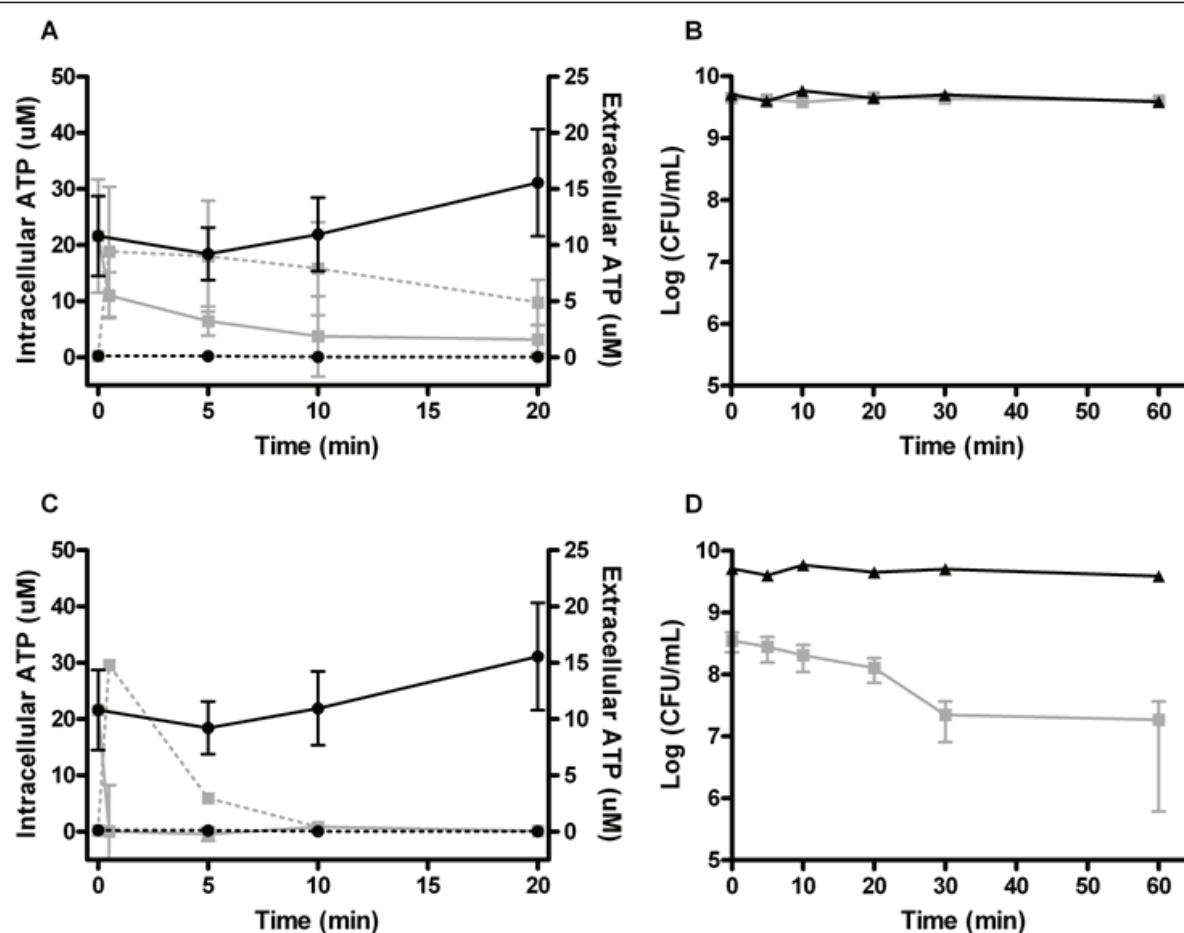 A
50
40
30
20
10
0
Intracellular ATP (uM)
25
20
15
10
5
0
Extracellular ATP (uM)
0 5 10 15 20
Time (min)
B
10
9
8
7
6
5
Log (CFU/mL)
0 10 20 30 40 50 60
Time (min)
C
50
40
30
20
10
0
Intracellular ATP (uM)
25
20
15
10
5
0
Extracellular ATP (uM)
0 5 10 15 20
Time (min)
D
10
9
8
7
6
5
Log (CFU/mL)
0 10 20 30 40 50 60
Time (min)